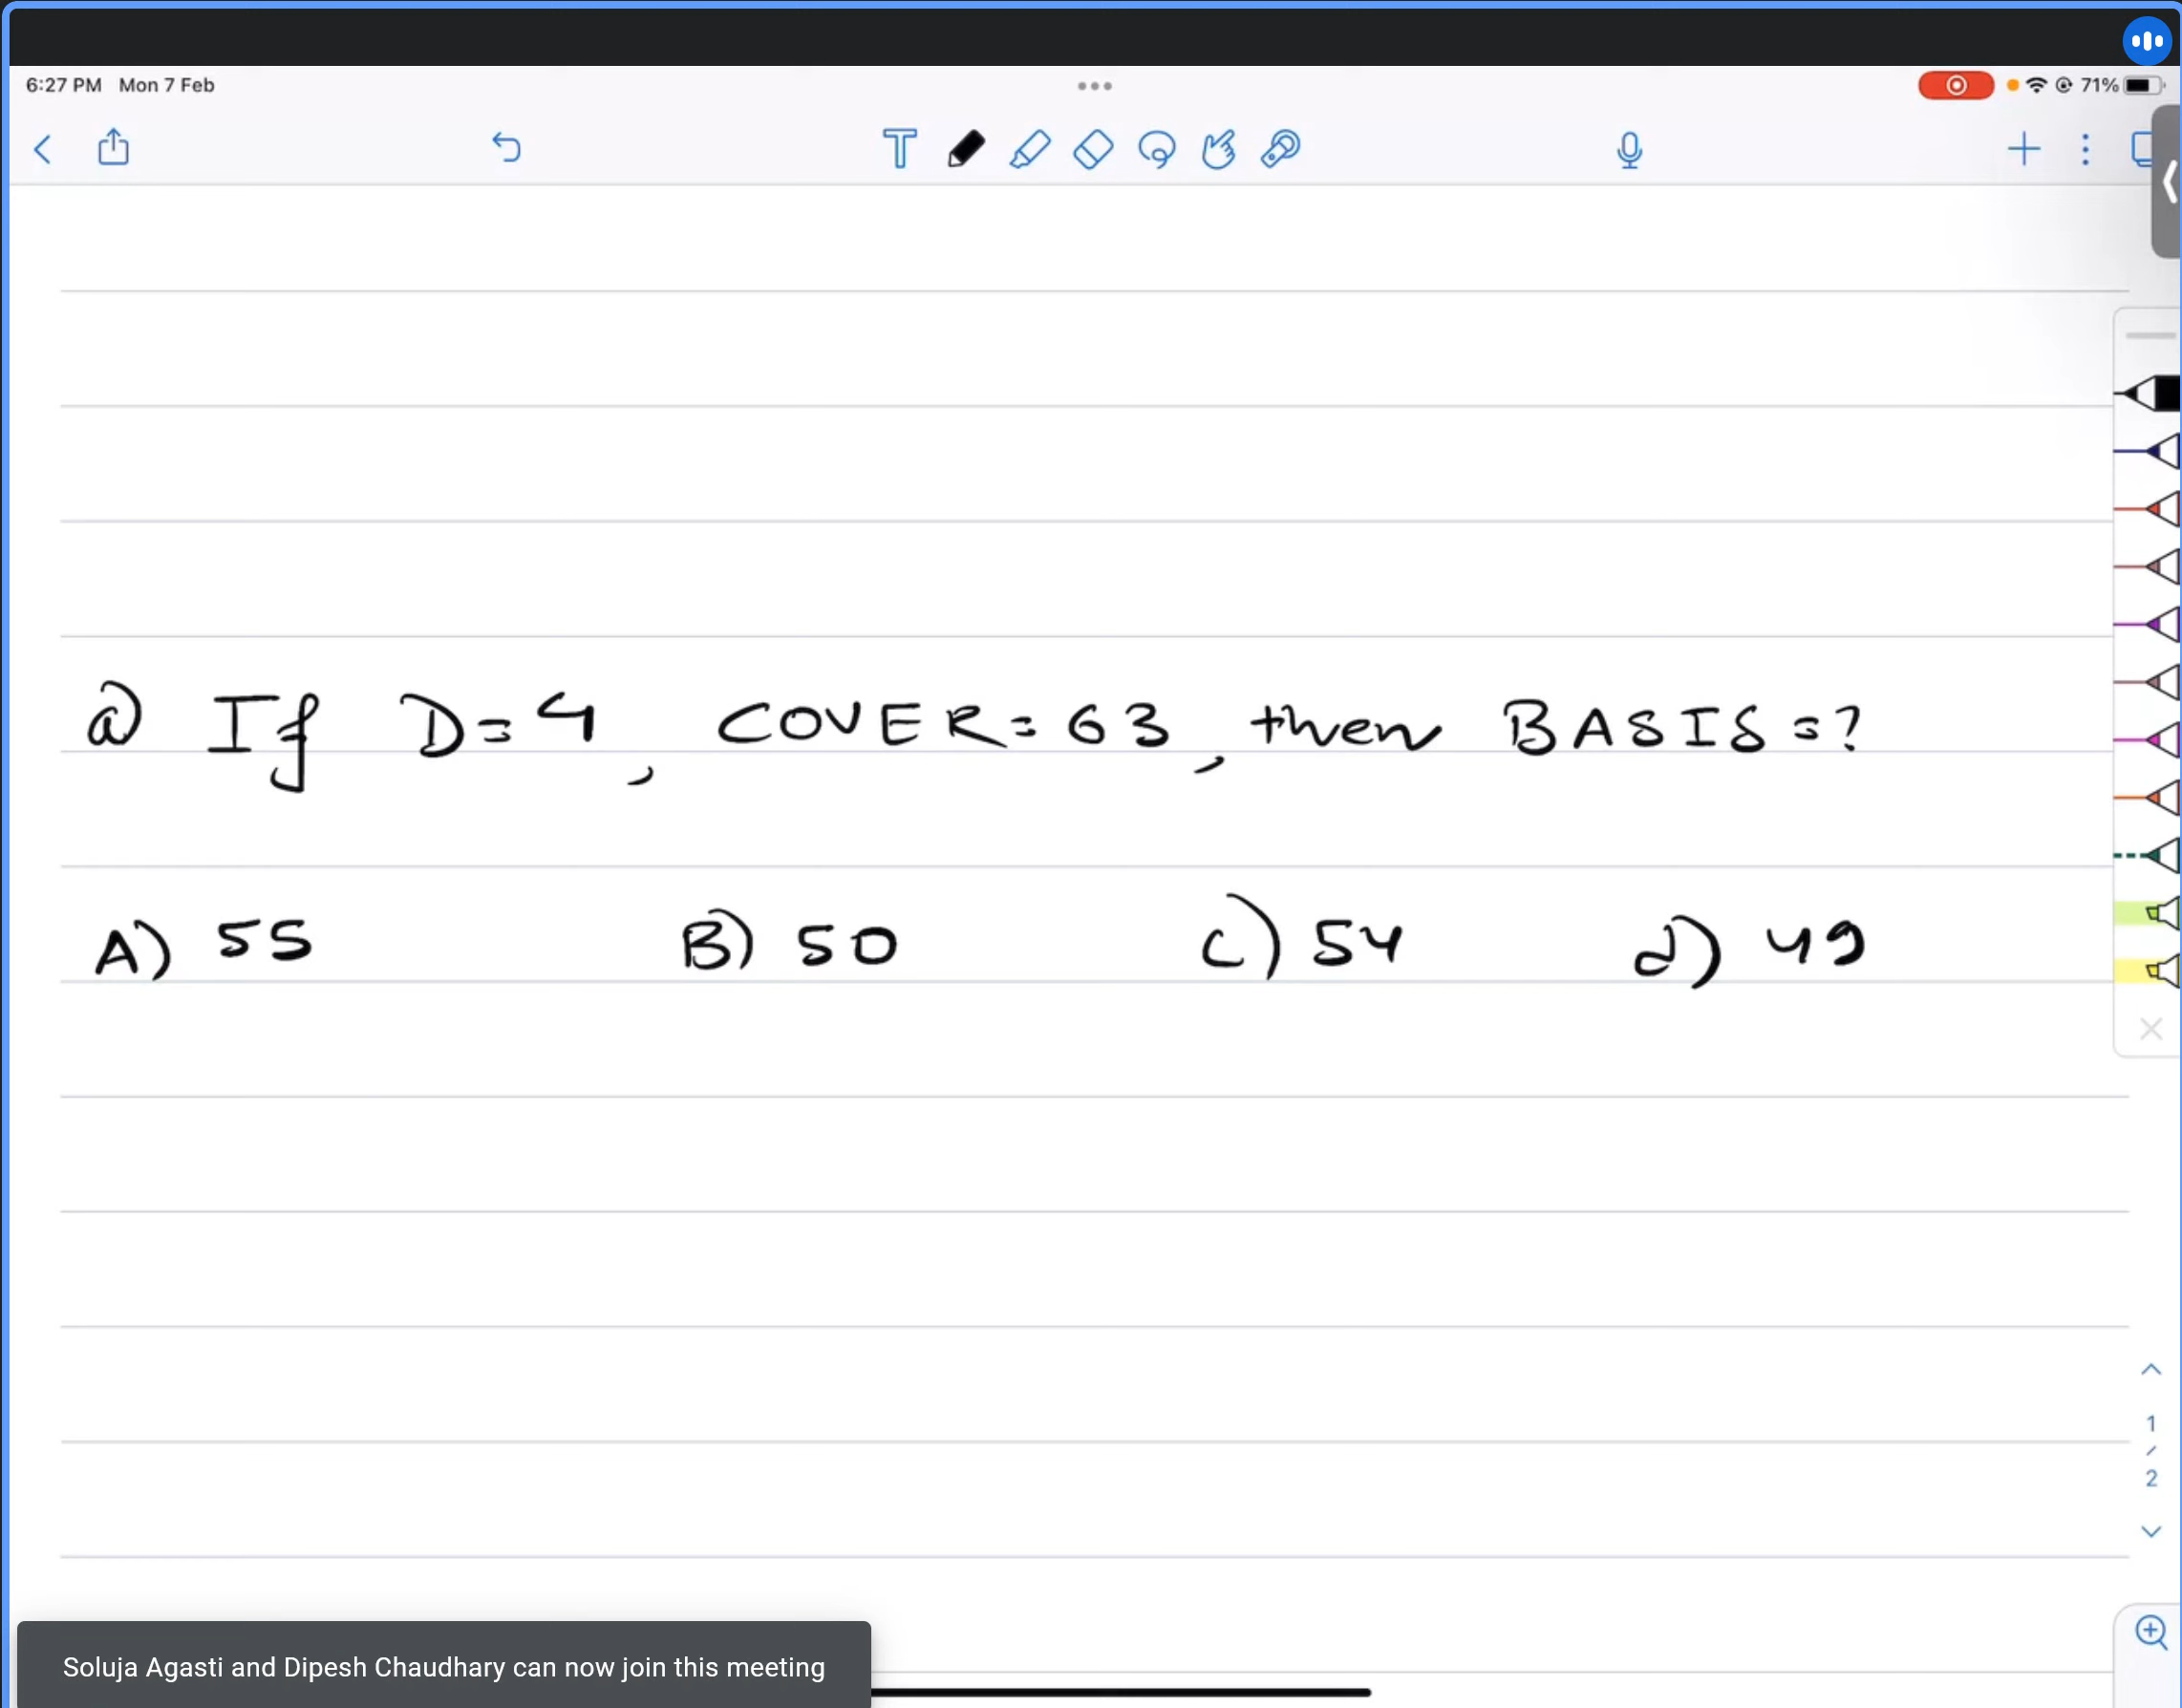 6:27 PM Mon 7 Feb
71%
a) If D=4, COVER=63, then BASIS=?
A) 55 B) 50 C) 54 d) 49
1
/
2
Soluja Agasti and Dipesh Chaudhary can now join this meeting